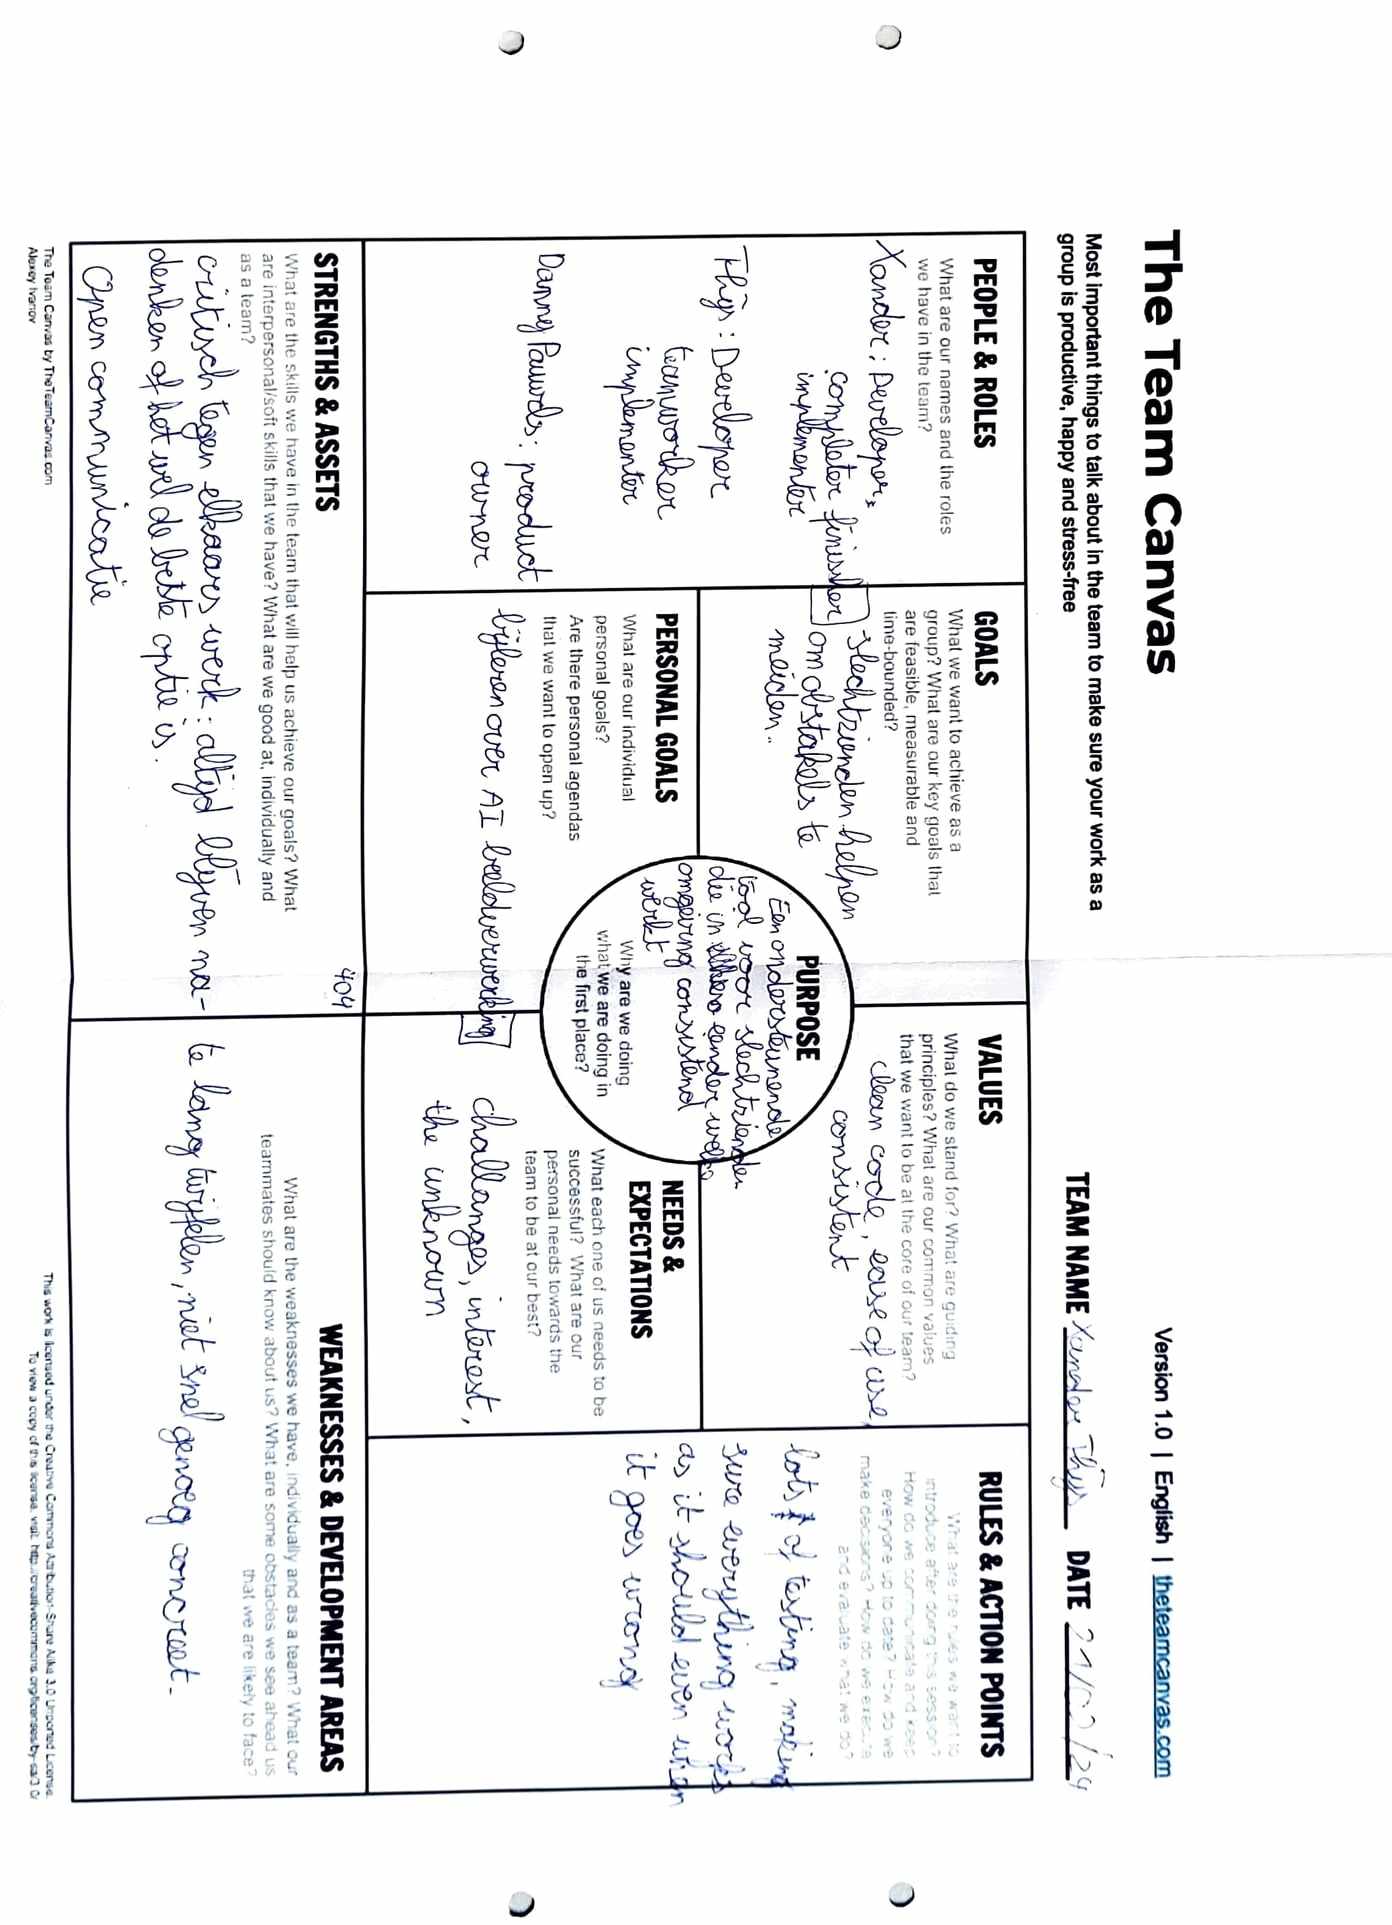 The Team Canvas
Version 1.0 | English | theteamcanvas.com
Most important things to talk about in the team to make sure your work as a
group is productive, happy and stress-free
TEAM NAME Xander Thijs DATE 21/02/24
PEOPLE & ROLES
What are our names and the roles
we have in the team?
Xander : Developer,
completer finisher
implementer
Thijs : Developer
teamworker
implementer
Danny Pauwels : product
owner
GOALS
What we want to achieve as a
group? What are our key goals that
are feasible, measurable and
time-bounded?
slechtzienden helpen
om obstakels te
meiden..
PERSONAL GOALS
What are our individual
personal goals?
Are there personal agendas
that we want to open up?
bijleren over AI beeldverwerking
PURPOSE
Een ondersteunende
tool voor slechtzienden
die in eender welke
omgeving consistend
werkt
Why are we doing
what we are doing in
the first place?
VALUES
What do we stand for? What are guiding
principles? What are our common values
that we want to be at the core of our team?
clean code, ease of use,
consistent
NEEDS &
EXPECTATIONS
What each one of us needs to be
successful? What are our
personal needs towards the
team to be at our best?
challanges, interest,
the unknown
RULES & ACTION POINTS
What are the rules we want to
introduce after doing this session?
How do we communicate and keep
everyone up to date? How do we
make decisions? How do we execute
and evaluate what we do?
lots of testing, making
sure everything works
as it should even when
it goes wrong
STRENGTHS & ASSETS
What are the skills we have in the team that will help us achieve our goals? What
are interpersonal/soft skills that we have? What are we good at, individually and
as a team?
404
critisch tegen elkaars werk : altijd blijven na-
denken of het wel de beste optie is.
Open communicatie
WEAKNESSES & DEVELOPMENT AREAS
What are the weaknesses we have, individually and as a team? What our
teammates should know about us? What are some obstacles we see ahead us
that we are likely to face?
te lang twijfelen, niet snel genoeg concreet.
The Team Canvas by TheTeamCanvas.com
Alexey Ivanov
This work is licensed under the Creative Commons Attribution-Share Alike 3.0 Unported License.
To view a copy of this license, visit: http://creativecommons.org/licenses/by-sa/3.0/